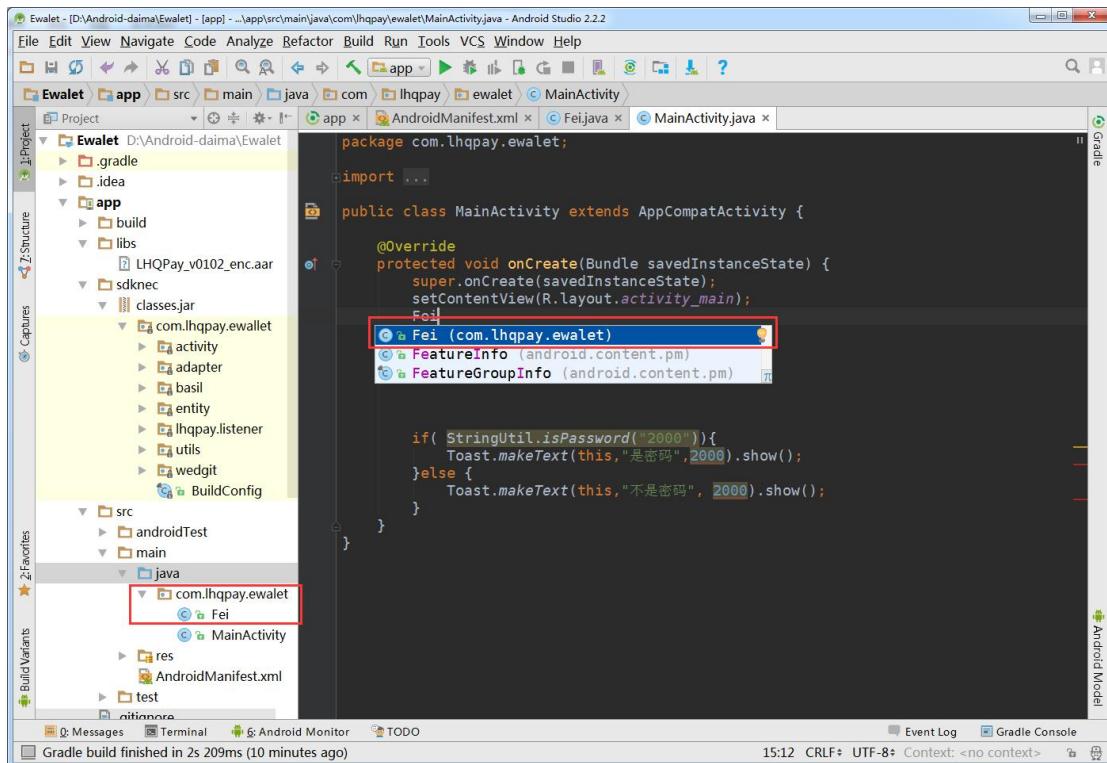 Ewalet - [D:\Android-daima\Ewalet] - [app] - ...\app\src\main\java\com\lhqpay\ewalet\MainActivity.java - Android Studio 2.2.2
File Edit View Navigate Code Analyze Refactor Build Run Tools VCS Window Help
app ?
Ewalet app src main java com lhqpay ewalet MainActivity
Project app × AndroidManifest.xml × Fei.java × MainActivity.java ×
1: Project
7: Structure
Captures
2: Favorites
Build Variants
Ewalet D:\Android-daima\Ewalet
.gradle
.idea
app
build
libs
LHQPay_v0102_enc.aar
sdknec
classes.jar
com.lhqpay.ewallet
activity
adapter
basil
entity
lhqpay.listener
utils
wedgit
BuildConfig
src
androidTest
main
java
com.lhqpay.ewalet
Fei
MainActivity
res
AndroidManifest.xml
test
.gitignore
package com.lhqpay.ewalet;
import ...
public class MainActivity extends AppCompatActivity {
@Override
protected void onCreate(Bundle savedInstanceState) {
super.onCreate(savedInstanceState);
setContentView(R.layout.activity_main);
Fei
Fei (com.lhqpay.ewalet)
FeatureInfo (android.content.pm)
FeatureGroupInfo (android.content.pm)
π
if( StringUtil.isPassword("2000")){
Toast.makeText(this,"是密码",2000).show();
}else {
Toast.makeText(this,"不是密码", 2000).show();
}
}
}
Gradle
Android Model
0: Messages Terminal 6: Android Monitor TODO Event Log Gradle Console
Gradle build finished in 2s 209ms (10 minutes ago) 15:12 CRLF UTF-8 Context: <no context>